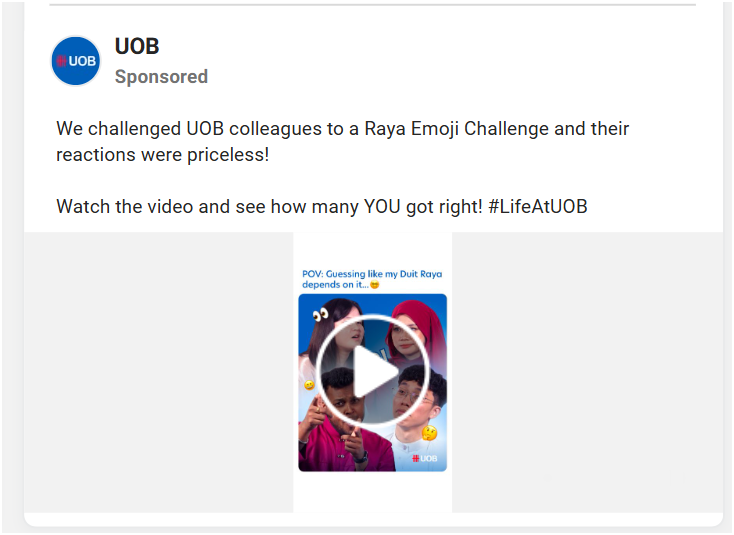 UOB
UOB
Sponsored
We challenged UOB colleagues to a Raya Emoji Challenge and their
reactions were priceless!
Watch the video and see how many YOU got right! #LifeAtUOB
POV: Guessing like my Duit Raya
depends on it...😎
UOB